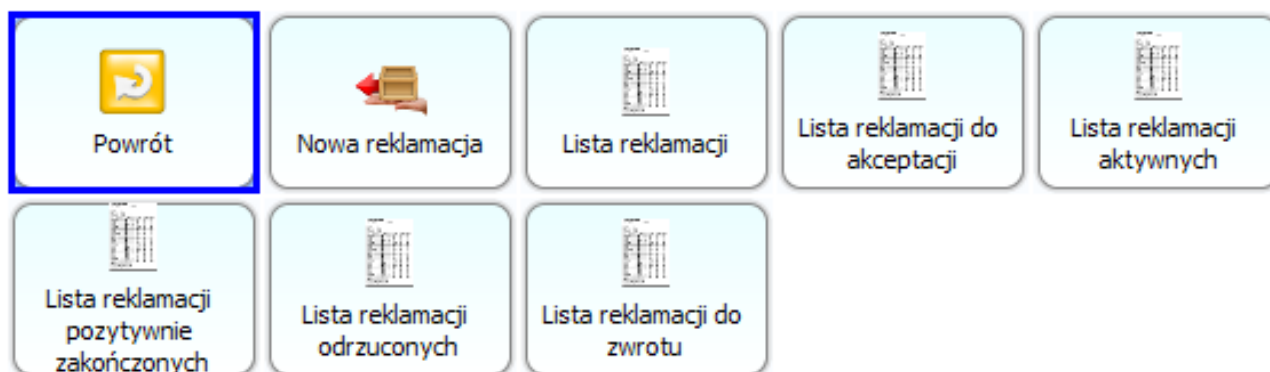 Powrót
Nowa reklamacja
Lista reklamacji
Lista reklamacji do
akceptacji
Lista reklamacji
aktywnych
Lista reklamacji
pozytywnie
zakończonych
Lista reklamacji
odrzuconych
Lista reklamacji do
zwrotu